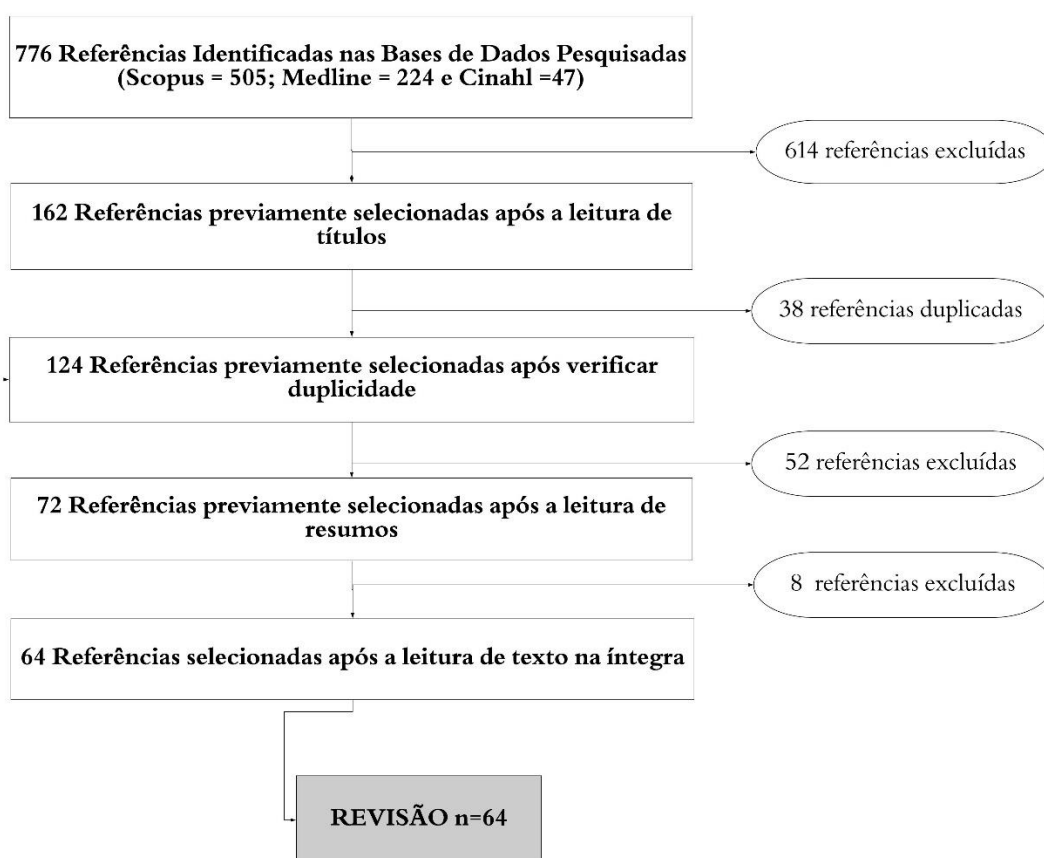 776 Referências Identificadas nas Bases de Dados Pesquisadas
(Scopus = 505; Medline = 224 e Cinahl =47)
614 referências excluídas
162 Referências previamente selecionadas após a leitura de
títulos
38 referências duplicadas
124 Referências previamente selecionadas após verificar
duplicidade
52 referências excluídas
72 Referências previamente selecionadas após a leitura de
resumos
8 referências excluídas
64 Referências selecionadas após a leitura de texto na íntegra
REVISÃO n=64